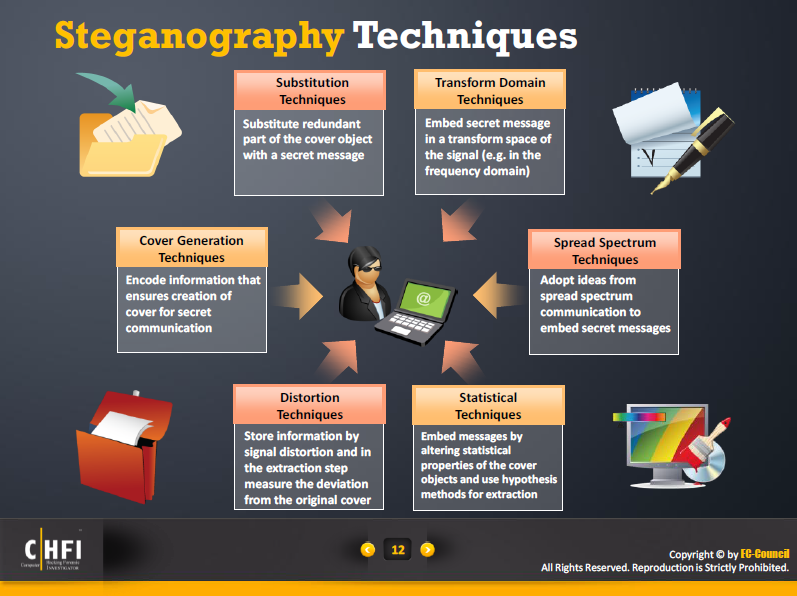 Steganography Techniques
Substitution
Techniques
Substitute redundant
part of the cover object
with a secret message
Transform Domain
Techniques
Embed secret message
in a transform space of
the signal (e.g. in the
frequency domain)
Cover Generation
Techniques
Encode information that
ensures creation of
cover for secret
communication
@
Spread Spectrum
Techniques
Adopt ideas from
spread spectrum
communication to
embed secret messages
Distortion
Techniques
Store information by
signal distortion and in
the extraction step
measure the deviation
from the original cover
Statistical
Techniques
Embed messages by
altering statistical
properties of the cover
objects and use hypothesis
methods for extraction
CHFI
Computer Hacking Forensic
INVESTIGATOR
12
Copyright © by EC-Council
All Rights Reserved. Reproduction is Strictly Prohibited.